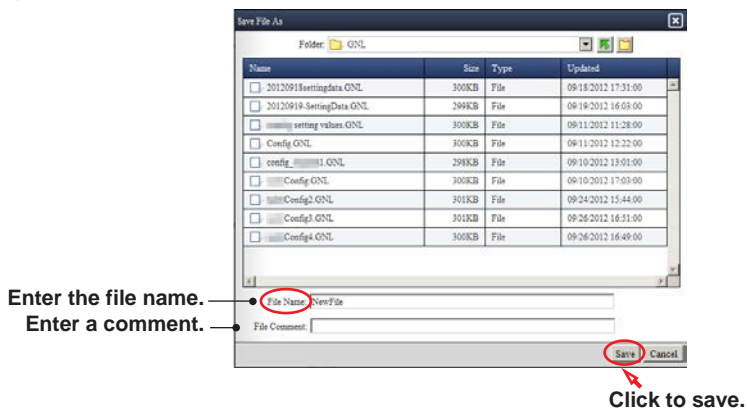 Save File As
Folder: GNL
Name Size Type Updated
20120918settingdata.GNL 300KB File 09/18/2012 17:31:00
20120919-SettingData.GNL 299KB File 09/19/2012 16:03:00
setting values.GNL 300KB File 09/11/2012 11:28:00
Config.GNL 300KB File 09/11/2012 12:22:00
config_ 1.GNL 298KB File 09/10/2012 13:01:00
Config.GNL 300KB File 09/10/2012 17:03:00
Config2.GNL 301KB File 09/24/2012 15:44:00
Config3.GNL 301KB File 09/26/2012 16:51:00
Config4.GNL 300KB File 09/26/2012 16:49:00
Enter the file name.
File Name: NewFile
Enter a comment.
File Comment:
Save Cancel
Click to save.